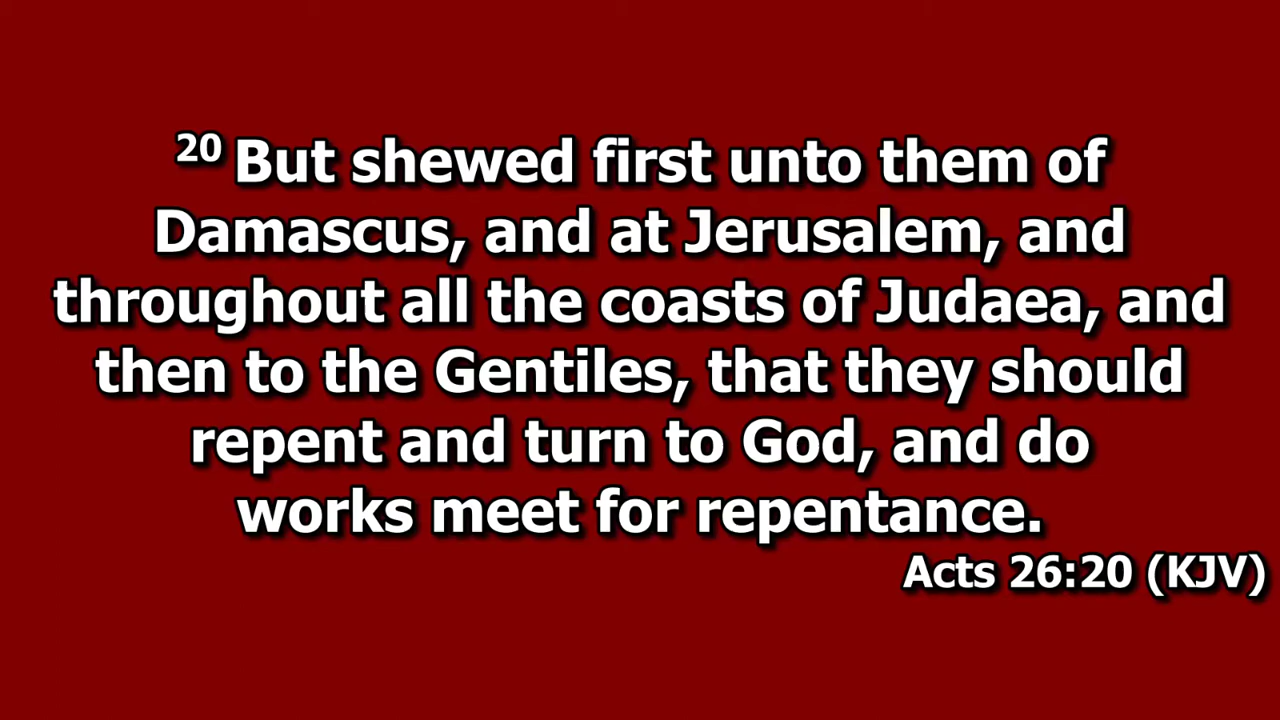 20 But shewed first unto them of
Damascus, and at Jerusalem, and
throughout all the coasts of Judaea, and
then to the Gentiles, that they should
repent and turn to God, and do
works meet for repentance.
Acts 26:20 (KJV)